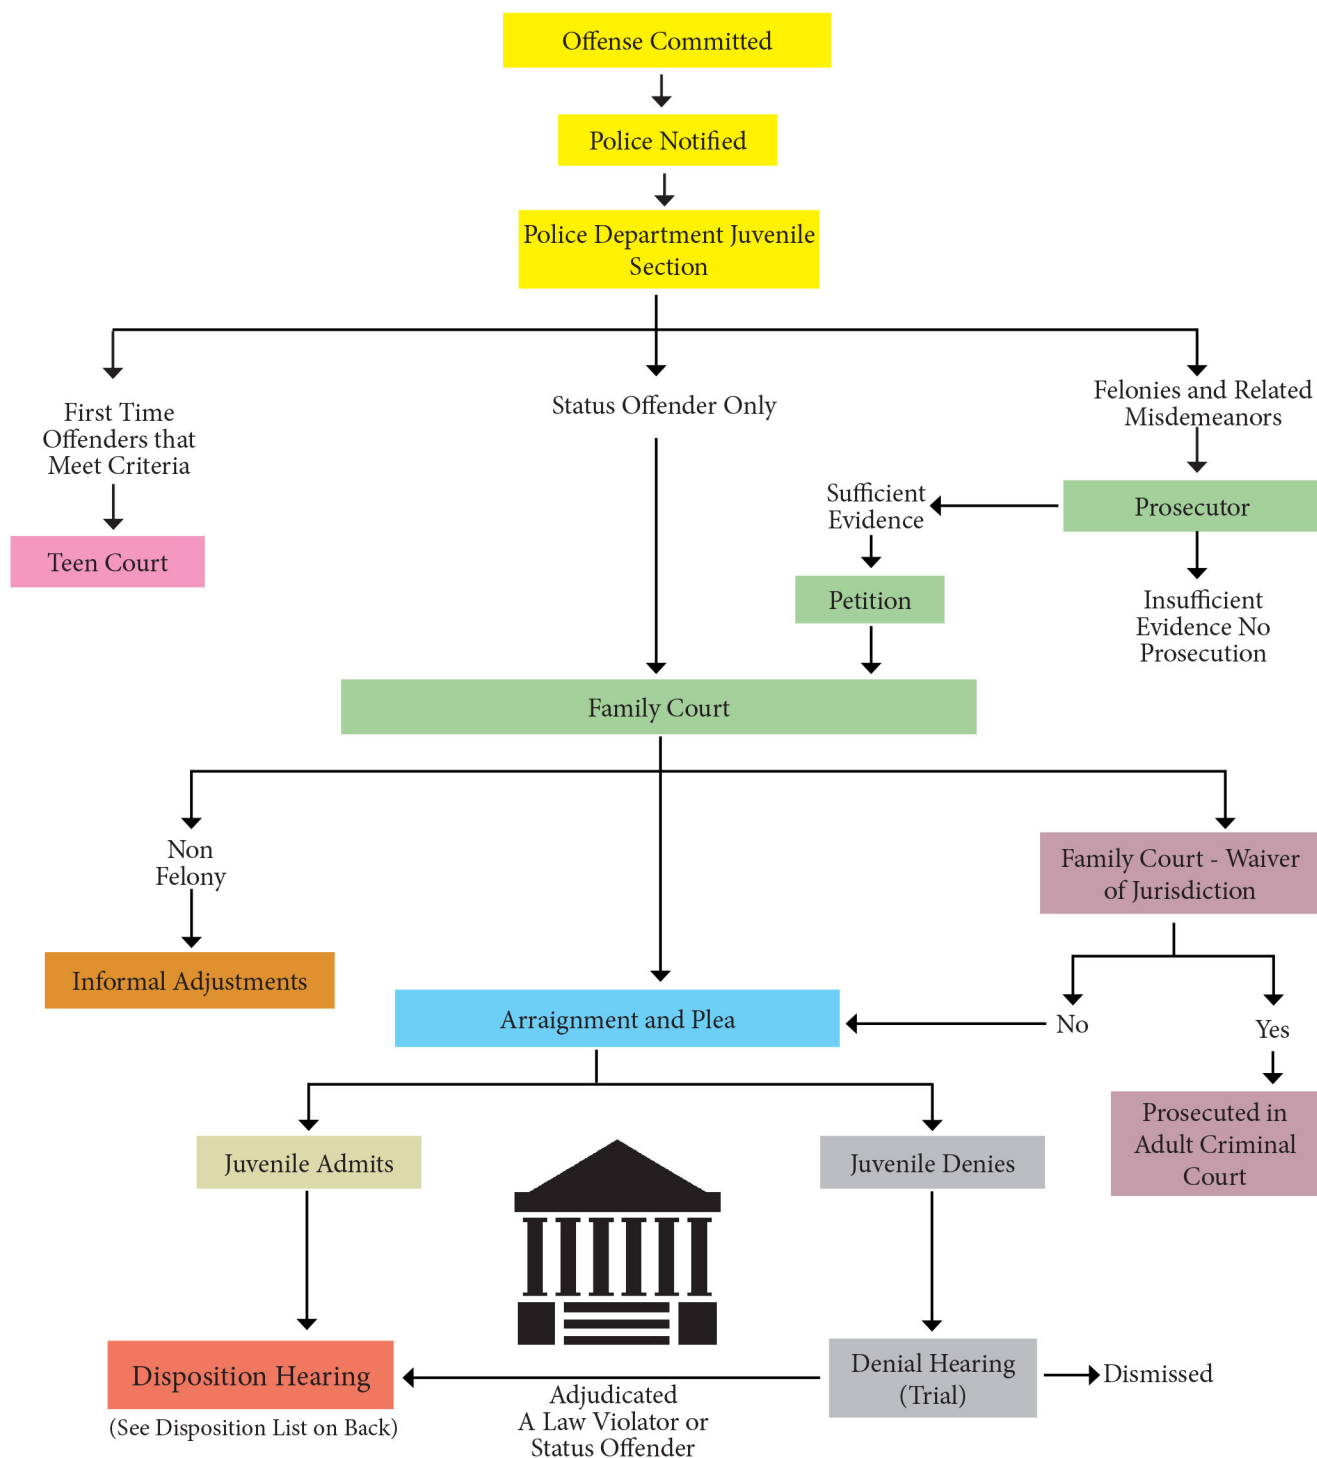 Offense Committed
Police Notified
Police Department Juvenile
Section
First Time
Offenders that
Meet Criteria
Status Offender Only
Felonies and Related
Misdemeanors
Teen Court
Sufficient
Evidence
Prosecutor
Petition
Insufficient
Evidence No
Prosecution
Family Court
Non
Felony
Family Court - Waiver
of Jurisdiction
Informal Adjustments
Arraignment and Plea
No
Yes
Juvenile Admits
Juvenile Denies
Prosecuted in
Adult Criminal
Court
Disposition Hearing
(See Disposition List on Back)
Adjudicated
A Law Violator or
Status Offender
Denial Hearing
(Trial)
Dismissed